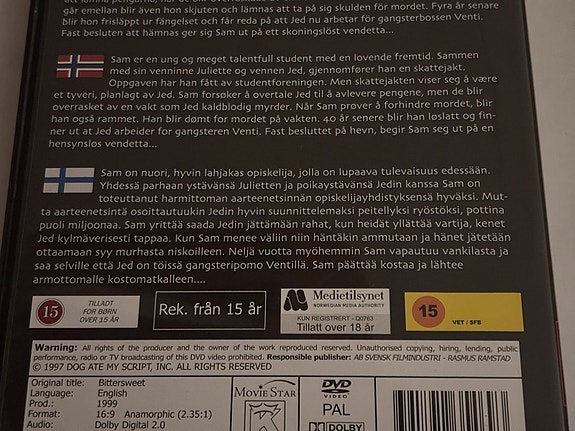 går emellan blir även hon skjuten och lämnas att ta på sig skulden för mordet. Fyra år senare
blir hon frisläppt ur fängelset och får reda på att Jed nu arbetar för gangsterbossen Venti.
Fast besluten att hämnas ger sig Sam ut på ett skoningslöst vendetta...
Sam er en ung og meget talentfull student med en lovende fremtid. Sammen
med sin venninne Juliette og vennen Jed, gjennomfører han en skattejakt.
Oppgaven har han fått av studentforeningen. Men skattejakten viser seg å være
et tyveri, planlagt av Jed. Sam forsøker å overtale Jed til å avlevere pengene, men de blir
overrasket av en vakt som Jed kaldblodig myrder. Når Sam prøver å forhindre mordet, blir
han også rammet. Han blir dømt for mordet på vakten. 40 år senere blir han løslatt og fin-
ner ut at Jed arbeider for gangsteren Venti. Fast besluttet på hevn, begir Sam seg ut på en
hensynsløs vendetta...
Sam on nuori, hyvin lahjakas opiskelija, jolla on lupaava tulevaisuus edessään.
Yhdessä parhaan ystävänsä Julietten ja poikaystävänsä Jedin kanssa Sam on
toteuttanut harmittoman aarteenetsinnän opiskelijayhdistyksensä hyväksi. Mut-
ta aarteenetsintä osoittautuukin Jedin hyvin suunnittelemaksi peitellyksi ryöstöksi, pottina
puoli miljoonaa. Sam yrittää saada Jedin jättämään rahat, kun heidät yllättää vartija, kenet
Jed kylmäverisesti tappaa. Kun Sam menee väliin niin häntäkin ammutaan ja hänet jätetään
ottaamaan syy murhasta niskoilleen. Neljä vuotta myöhemmin Sam vapautuu vankilasta ja
saa selville että Jed on töissä gangsteripomo Ventillä. Sam päättää kostaa ja lähtee
armottomalle kostomatkalleen....
15
TILLADT
FOR BØRN
OVER 15 ÅR
Rek. från 15 år
Medietilsynet
NORWEGIAN MEDIA AUTHORITY
KUN REGISTRERT - Q0763
Tillatt over 18 år
15
VET / SFB
Warning: All rights of the producer and the owner of the work reproduced reserved. Unauthorised copying, hiring, lending, public
performance, radio or TV broadcasting of this DVD video prohibited. Responsible publisher: AB SVENSK FILMINDUSTRI - RASMUS RAMSTAD
© 1997 DOG ATE MY SCRIPT, INC. ALL RIGHTS RESERVED
Original title: Bittersweet
Language: English
Prod.: 1999
Format: 16:9 Anamorphic (2.35:1)
Audio: Dolby Digital 2.0
MOVIE STAR
DVD
VIDEO
PAL
DOLBY